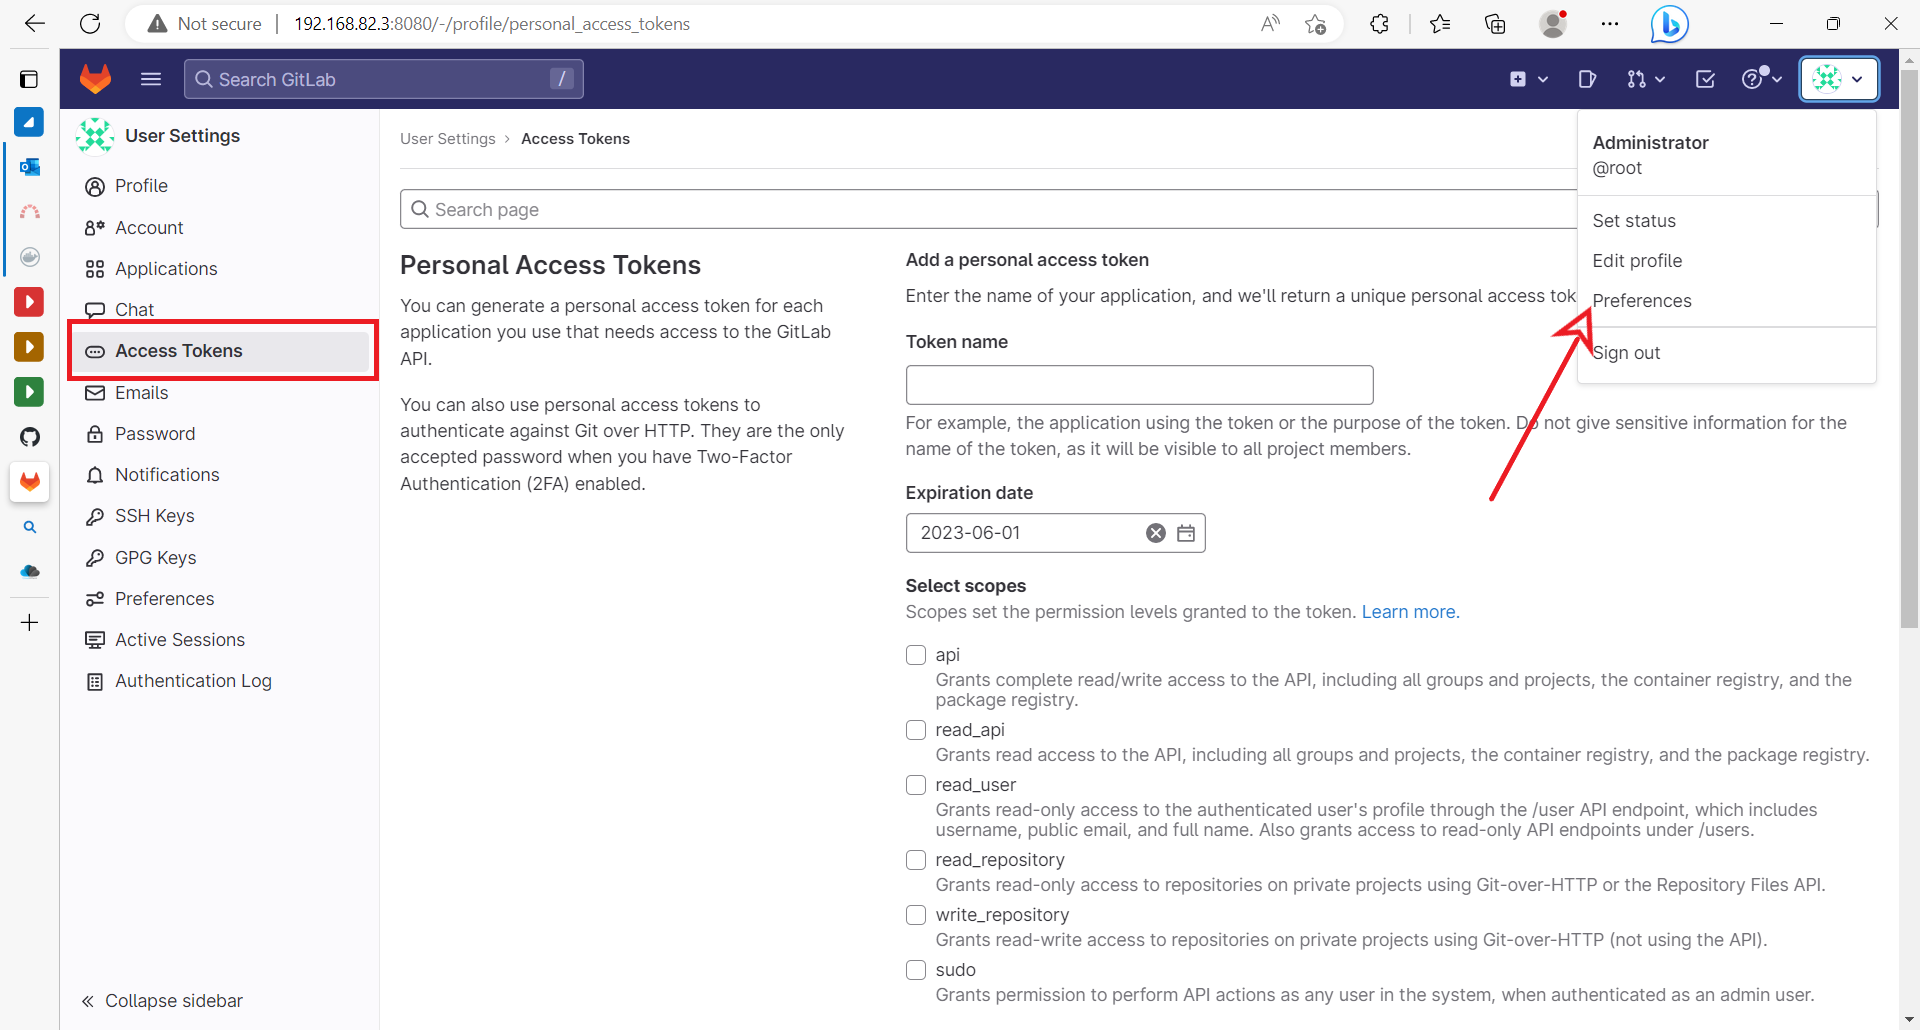 Not secure
192.168.82.3:8080/-/profile/personal_access_tokens
Search GitLab
/
User Settings
Profile
Account
Applications
Chat
Access Tokens
Emails
Password
Notifications
SSH Keys
GPG Keys
Preferences
Active Sessions
Authentication Log
Collapse sidebar
User Settings › Access Tokens
Search page
Personal Access Tokens
You can generate a personal access token for each
application you use that needs access to the GitLab
API.
You can also use personal access tokens to
authenticate against Git over HTTP. They are the only
accepted password when you have Two-Factor
Authentication (2FA) enabled.
Add a personal access token
Enter the name of your application, and we'll return a unique personal access tok
Token name
For example, the application using the token or the purpose of the token. Do not give sensitive information for the
name of the token, as it will be visible to all project members.
Expiration date
2023-06-01
Select scopes
Scopes set the permission levels granted to the token. Learn more.
api
Grants complete read/write access to the API, including all groups and projects, the container registry, and the
package registry.
read_api
Grants read access to the API, including all groups and projects, the container registry, and the package registry.
read_user
Grants read-only access to the authenticated user's profile through the /user API endpoint, which includes
username, public email, and full name. Also grants access to read-only API endpoints under /users.
read_repository
Grants read-only access to repositories on private projects using Git-over-HTTP or the Repository Files API.
write_repository
Grants read-write access to repositories on private projects using Git-over-HTTP (not using the API).
sudo
Grants permission to perform API actions as any user in the system, when authenticated as an admin user.
Administrator
@root
Set status
Edit profile
Preferences
Sign out